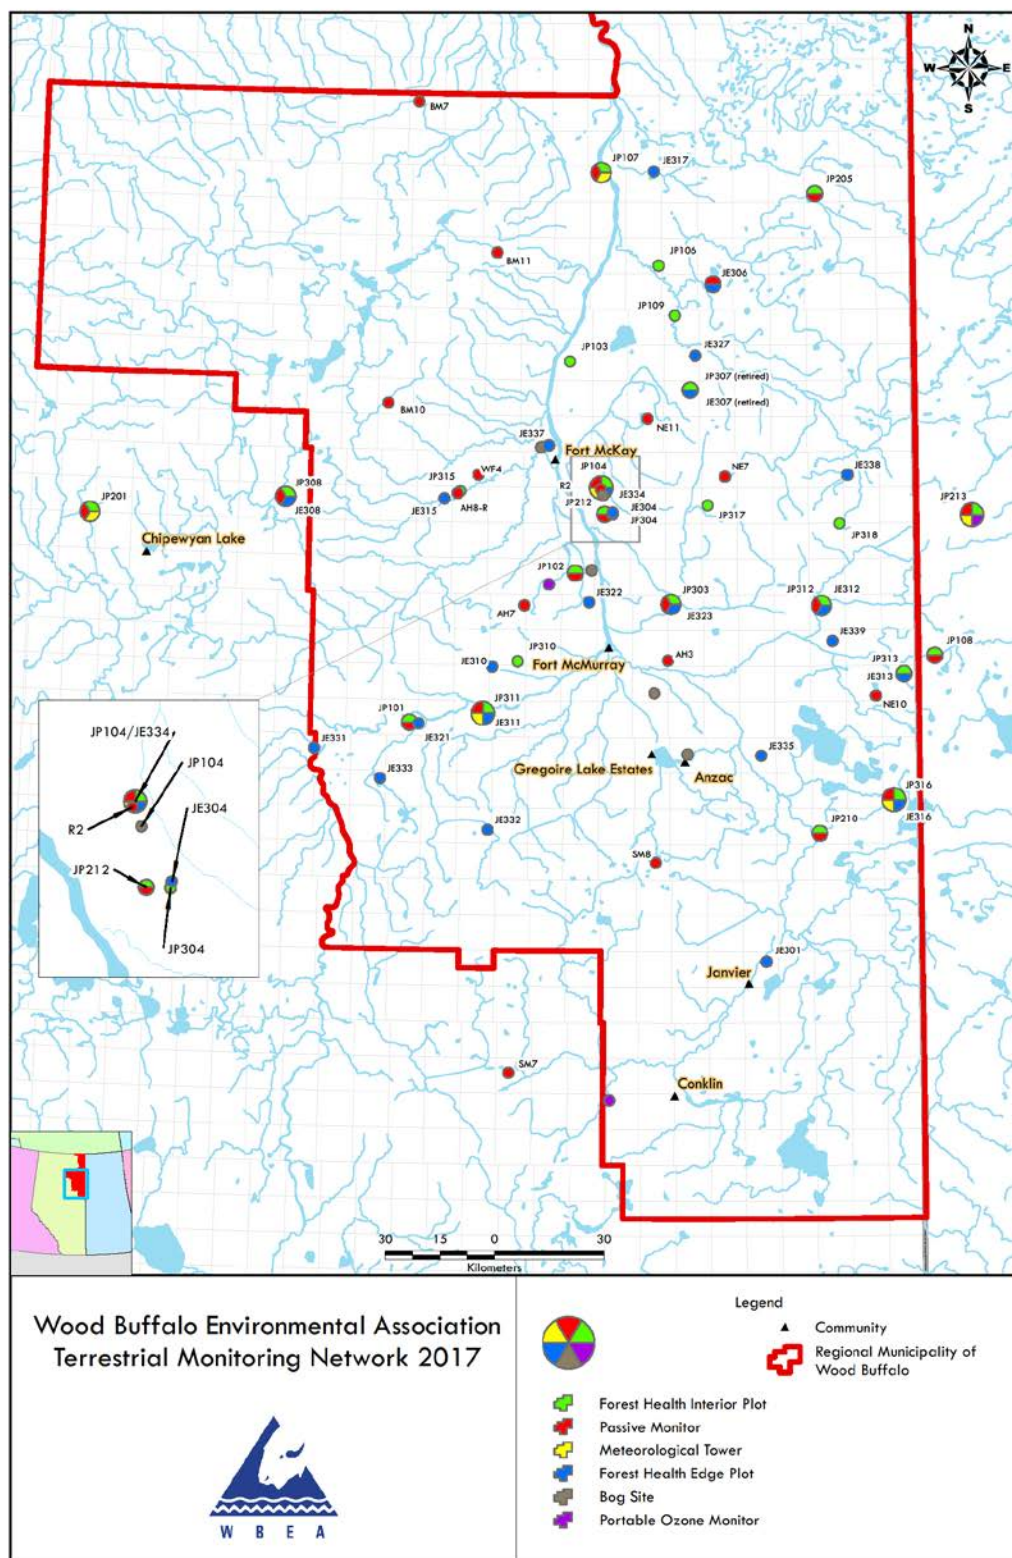 N
W E
S
BM7
JP107
JE317
JP205
BM11
JP106
JE306
JP109
JE327
JP103
JP307 (retired)
JE307 (retired)
BM10
NE11
JE337
Fort McKay
JP315
WF4
JP104
NE7
JE338
JP201
JP308
R2
JE334
JP213
JP212
JE304
JE315
AH8-R
JE308
JP304
JP317
JP318
Chipewyan Lake
JP102
JE322
JP303
JP312
JE312
AH7
JE323
JE339
JP310
JP108
JE310
Fort McMurray
AH3
JP313
JE313
NE10
JP311
JP101
JE311
JE321
JP104/JE334
JE331
JE335
JP104
Gregoire Lake Estates
Anzac
JE333
JP316
JE304
JE316
R2
JE332
JP210
JP212
SM8
JP304
JE301
Janvier
SM7
Conklin
30 15 0 30
Kilometers
Wood Buffalo Environmental Association
Terrestrial Monitoring Network 2017
W B E A
Legend
Community
Regional Municipality of
Wood Buffalo
Forest Health Interior Plot
Passive Monitor
Meteorological Tower
Forest Health Edge Plot
Bog Site
Portable Ozone Monitor